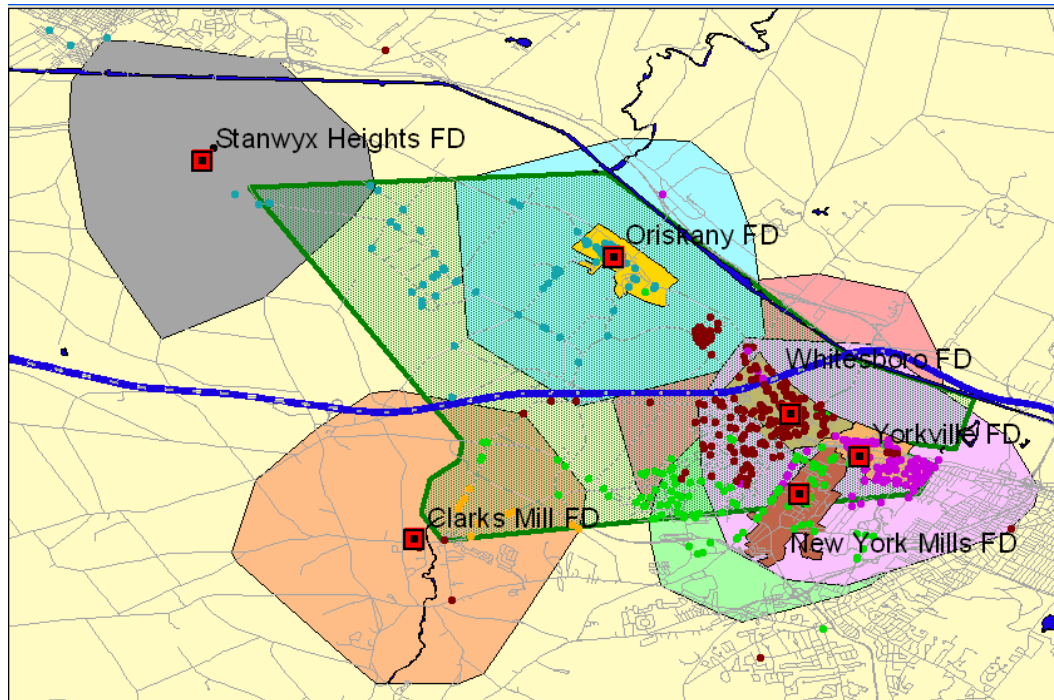 Stanwyx Heights FD
Oriskany FD
Whitesboro FD
Yorkville FD
Clarks Mill FD
New York Mills FD